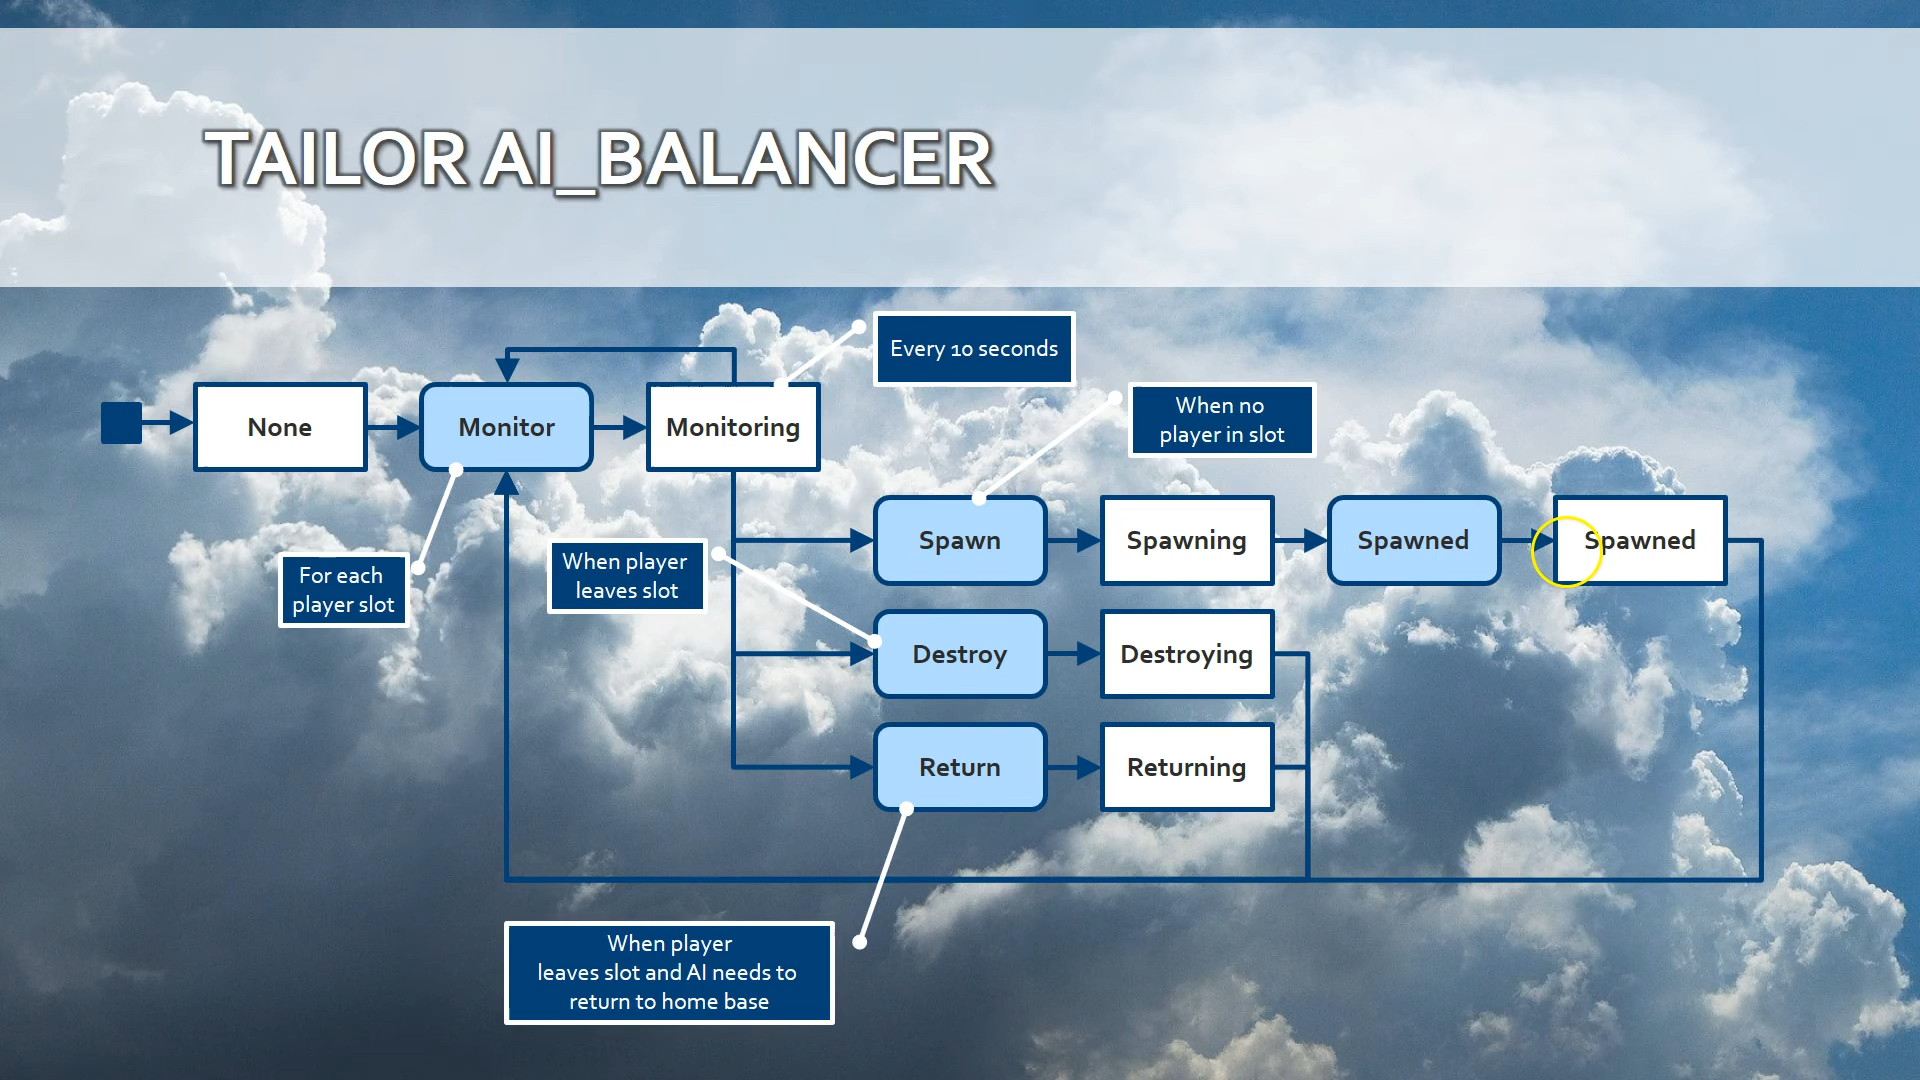 TAILOR AI_BALANCER
Every 10 seconds
When no
player in slot
None
Monitor
Monitoring
Spawn
Spawning
Spawned
Spawned
For each
player slot
When player
leaves slot
Destroy
Destroying
Return
Returning
When player
leaves slot and AI needs to
return to home base